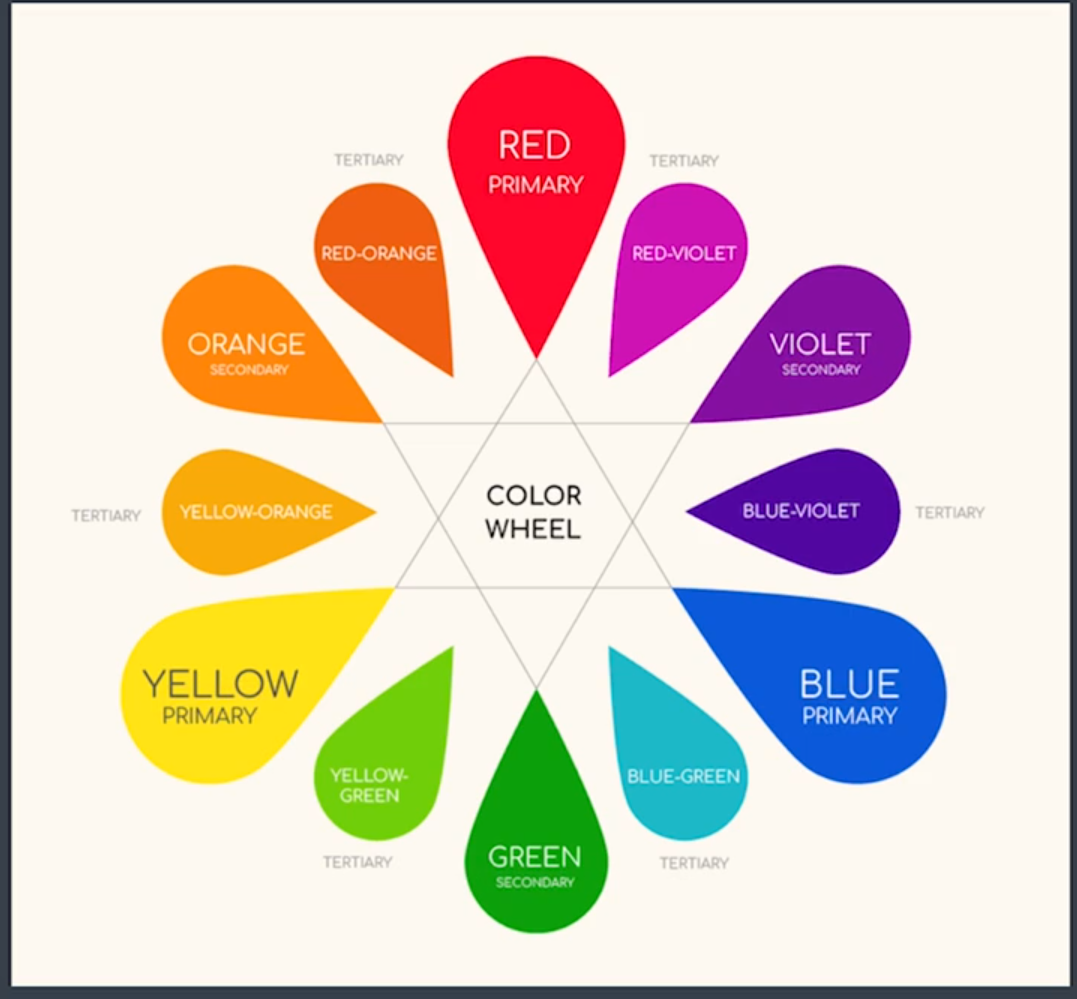 RED
PRIMARY
TERTIARY
TERTIARY
RED-ORANGE
RED-VIOLET
ORANGE
SECONDARY
VIOLET
SECONDARY
COLOR
WHEEL
TERTIARY
YELLOW-ORANGE
BLUE-VIOLET
TERTIARY
YELLOW
PRIMARY
BLUE
PRIMARY
YELLOW-
GREEN
BLUE-GREEN
TERTIARY
GREEN
SECONDARY
TERTIARY